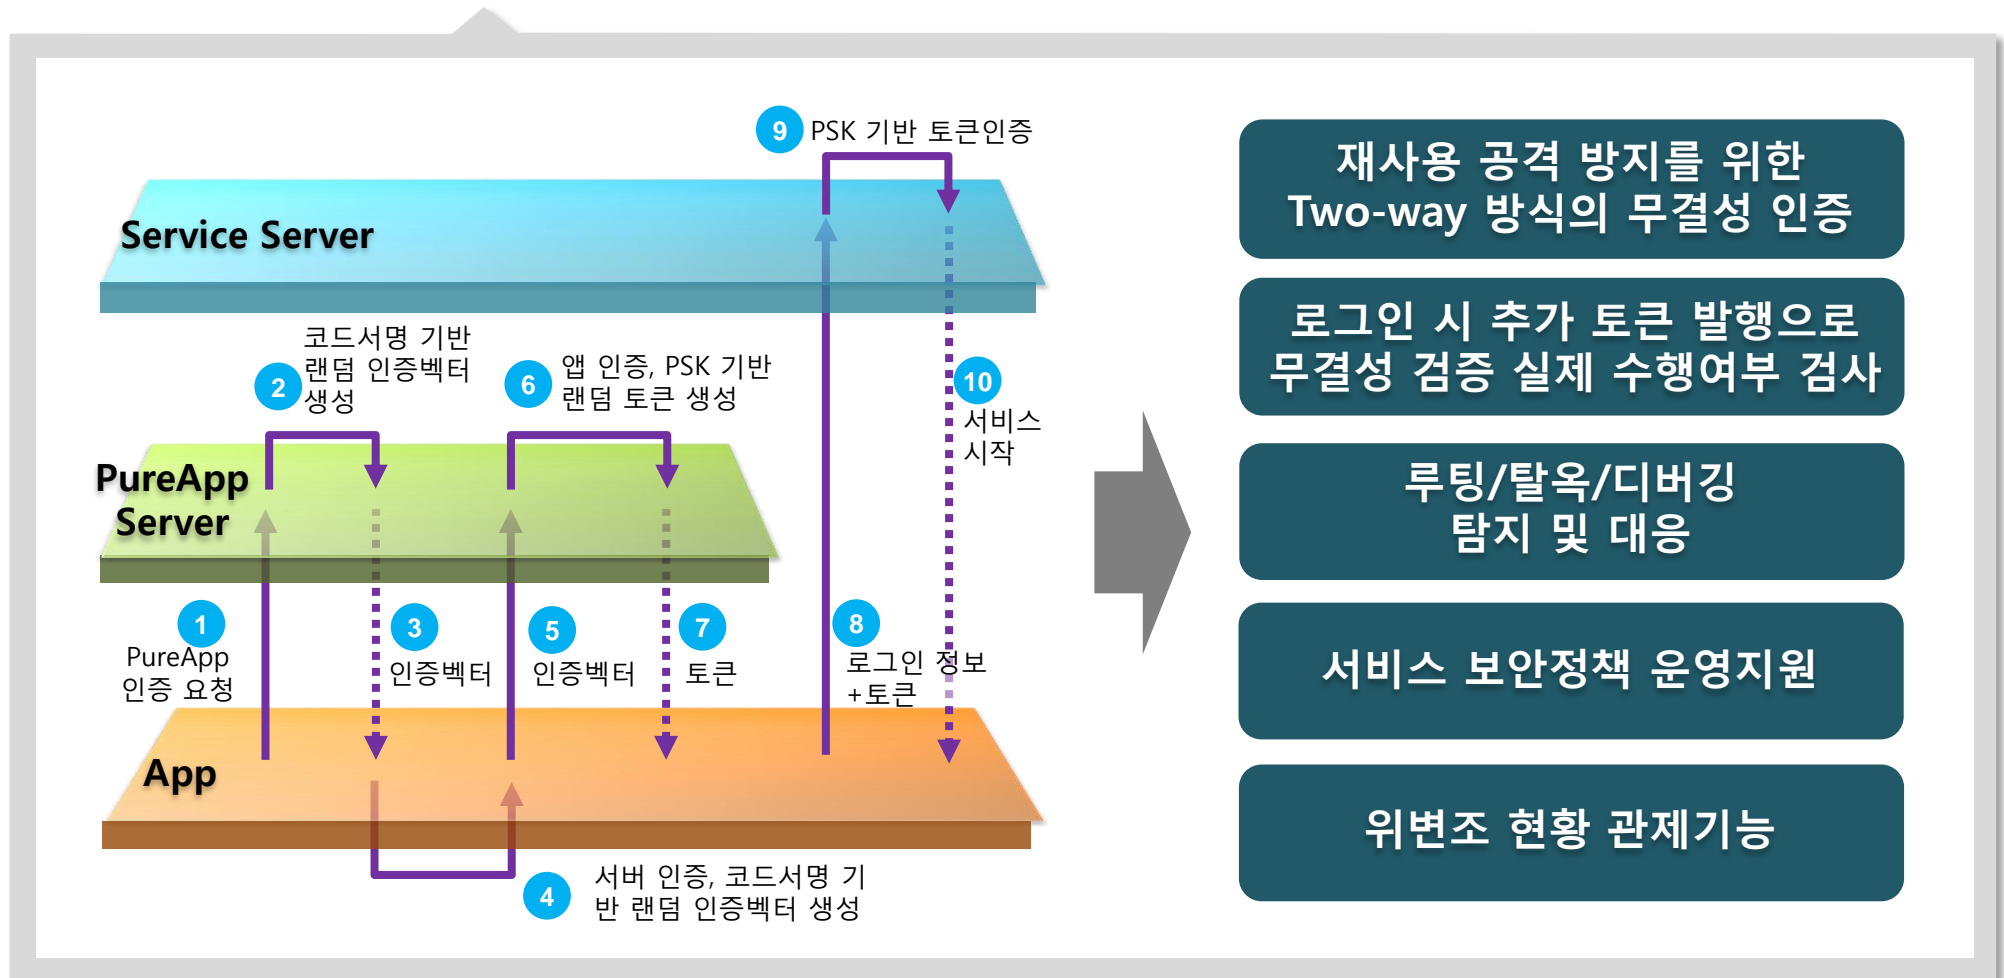 9 PSK 기반 토큰인증
Service Server
2
코드서명 기반
랜덤 인증벡터
생성
6
앱 인증, PSK 기반
랜덤 토큰 생성
10
서비스
시작
PureApp
Server
1
PureApp
인증 요청
3
인증벡터
5
인증벡터
7
토큰
8
로그인 정보
+토큰
App
4
서버 인증, 코드서명 기
반 랜덤 인증벡터 생성
재사용 공격 방지를 위한
Two-way 방식의 무결성 인증
로그인 시 추가 토큰 발행으로
무결성 검증 실제 수행여부 검사
루팅/탈옥/디버깅
탐지 및 대응
서비스 보안정책 운영지원
위변조 현황 관제기능